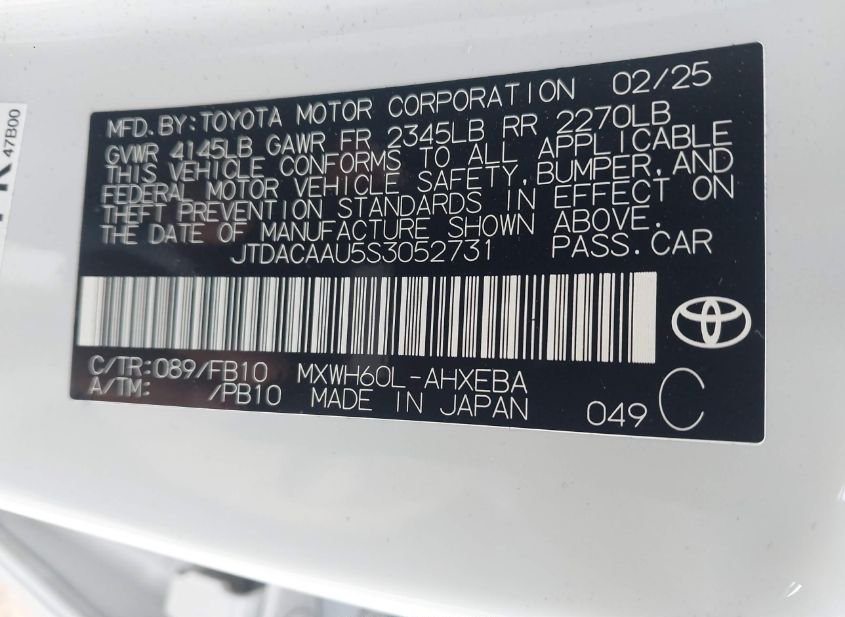 47B00
MFD.BY:TOYOTA MOTOR CORPORATION 02/25
GVWR 4145LB GAWR FR 2345LB RR 2270LB
THIS VEHICLE CONFORMS TO ALL APPLICABLE
FEDERAL MOTOR VEHICLE SAFETY,BUMPER,AND
THEFT PREVENTION STANDARDS IN EFFECT ON
THE DATE OF MANUFACTURE SHOWN ABOVE.
JTDACAAU5S3052731 PASS.CAR
C/TR:089/FB10 MXWH60L-AHXEBA
A/TM: /PB10 MADE IN JAPAN 049 C